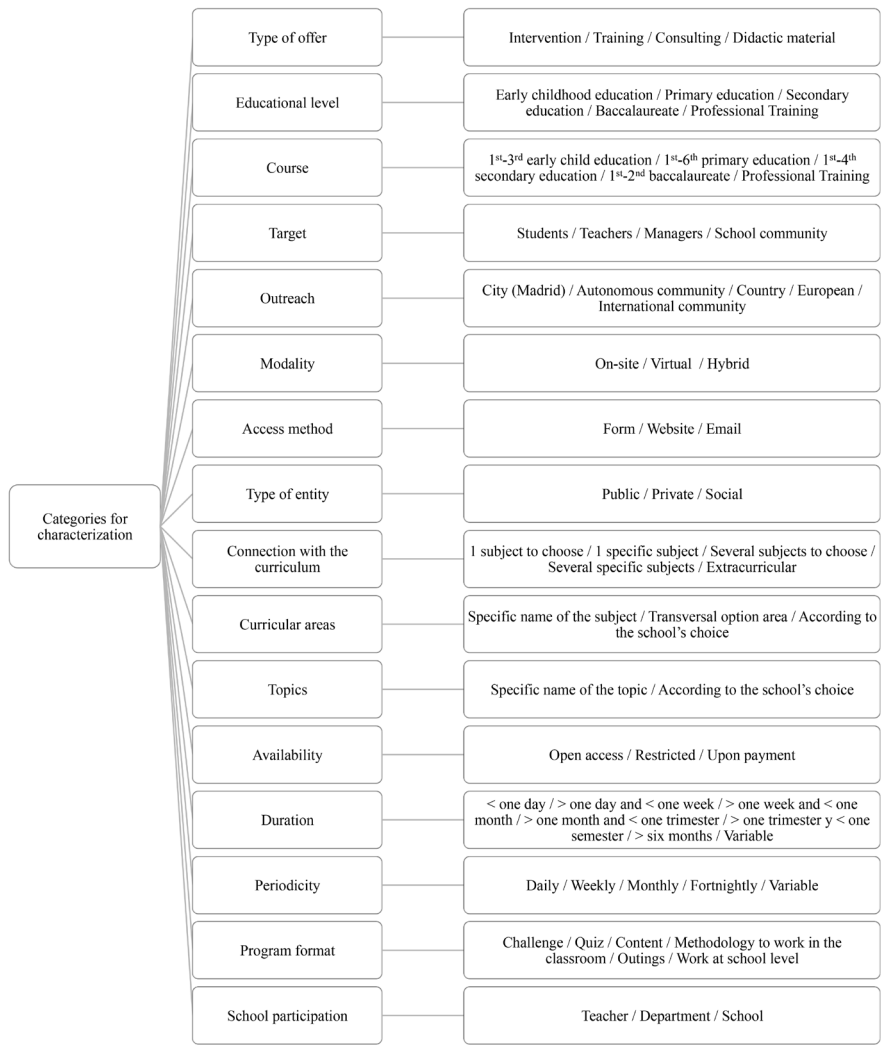 Categories for
characterization
Type of offer
Intervention / Training / Consulting / Didactic material
Educational level
Early childhood education / Primary education / Secondary
education / Baccalaureate / Professional Training
Course
1st-3rd early child education / 1st-6th primary education / 1st-4th
secondary education / 1st-2nd baccalaureate / Professional Training
Target
Students / Teachers / Managers / School community
Outreach
City (Madrid) / Autonomous community / Country / European /
International community
Modality
On-site / Virtual  / Hybrid
Access method
Form / Website / Email
Type of entity
Public / Private / Social
Connection with the
curriculum
1 subject to choose / 1 specific subject / Several subjects to choose /
Several specific subjects / Extracurricular
Curricular areas
Specific name of the subject / Transversal option area / According to
the school’s choice
Topics
Specific name of the topic / According to the school’s choice
Availability
Open access / Restricted / Upon payment
Duration
< one day / > one day and < one week / > one week and < one
month / > one month and < one trimester / > one trimester y < one
semester / > six months / Variable
Periodicity
Daily / Weekly / Monthly / Fortnightly / Variable
Program format
Challenge / Quiz / Content / Methodology to work in the
classroom / Outings / Work at school level
School participation
Teacher / Department / School